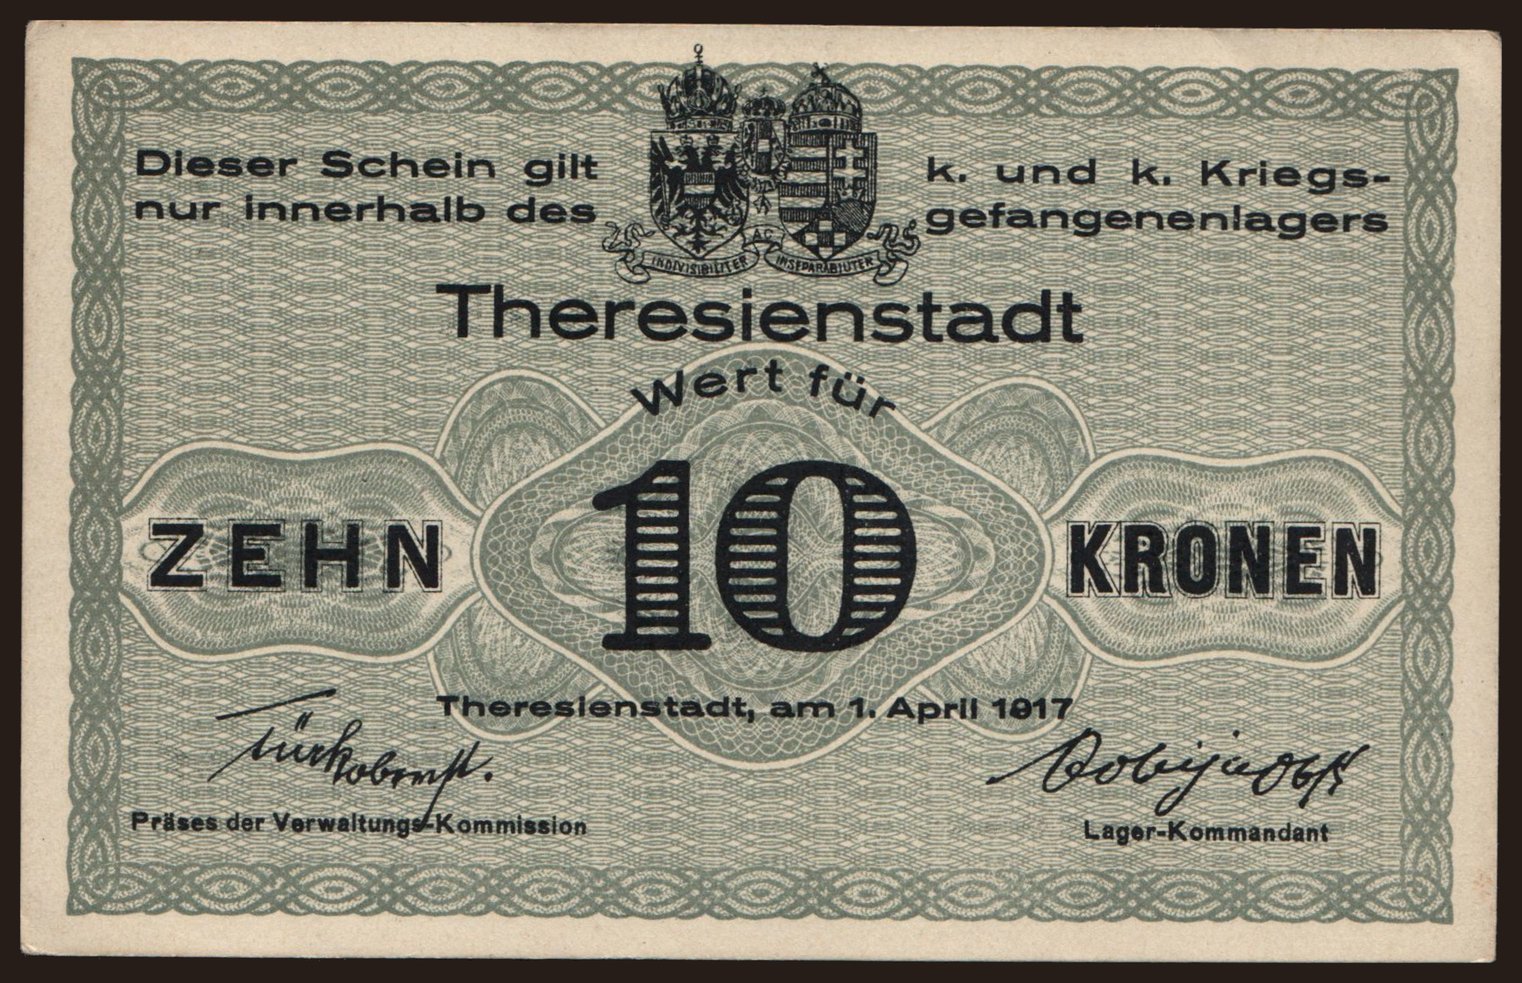 Dieser Schein gilt
nur innerhalb des
k. und k. Kriegs-
gefangenenlagers
INDIVISIBILITER
AC
INSEPARABILITER
Theresienstadt
Wert für
10
ZEHN
KRONEN
Theresienstadt, am 1. April 1917
Präses der Verwaltungs-Kommission
Lager-Kommandant